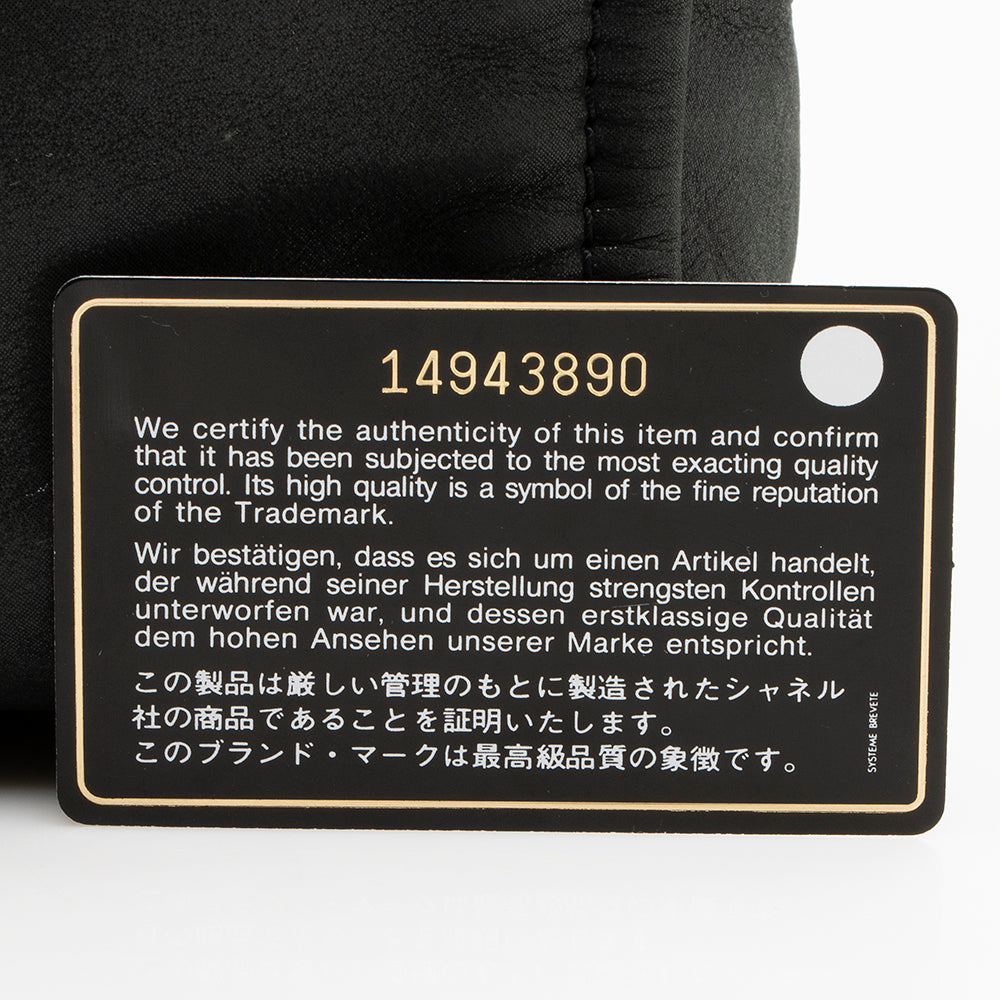 14943890
We certify the authenticity of this item and confirm
that it has been subjected to the most exacting quality
control. Its high quality is a symbol of the fine reputation
of the Trademark.
Wir bestätigen, dass es sich um einen Artikel handelt,
der während seiner Herstellung strengsten Kontrollen
unterworfen war, und dessen erstklassige Qualität
dem hohen Ansehen unserer Marke entspricht.
この製品は厳しい管理のもとに製造されたシャネル
社の商品であることを証明いたします。
このブランド・マークは最高級品質の象徴です。
SYSTEME BREVETE